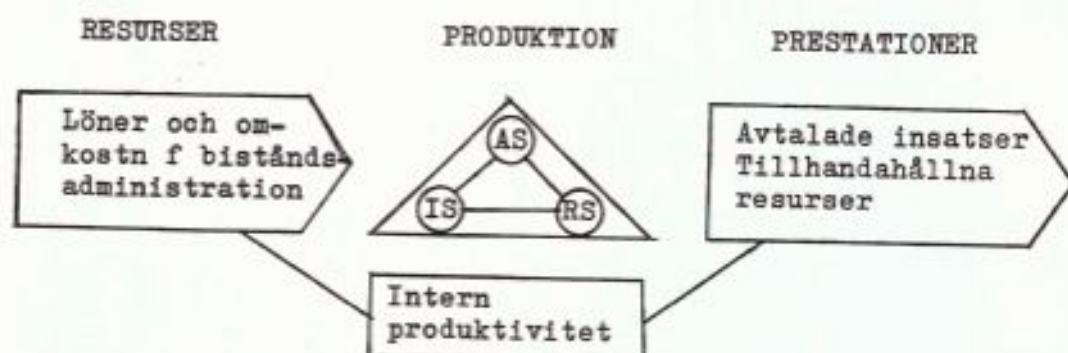 RESURSER
PRODUKTION
PRESTATIONER
Löner och om-
kostn f bistånds-
administration
AS
IS
RS
Avtalade insatser
Tillhandahållna
resurser
Intern
produktivitet